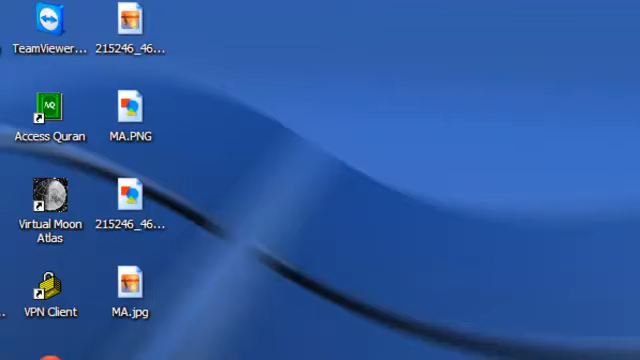 TeamViewer...
215246_46...
Access Quran
MA.PNG
Virtual Moon
Atlas
215246_46...
VPN Client
MA.jpg